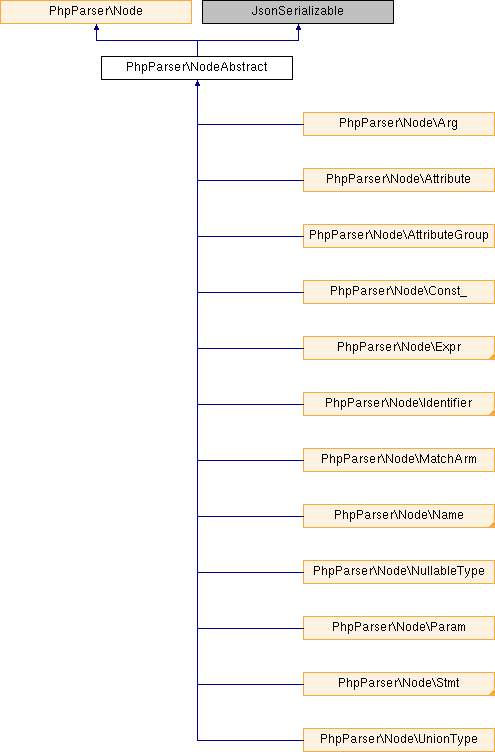 PhpParser\Node
JsonSerializable
PhpParser\NodeAbstract
PhpParser\Node\Arg
PhpParser\Node\Attribute
PhpParser\Node\AttributeGroup
PhpParser\Node\Const_
PhpParser\Node\Expr
PhpParser\Node\Identifier
PhpParser\Node\MatchArm
PhpParser\Node\Name
PhpParser\Node\NullableType
PhpParser\Node\Param
PhpParser\Node\Stmt
PhpParser\Node\UnionType